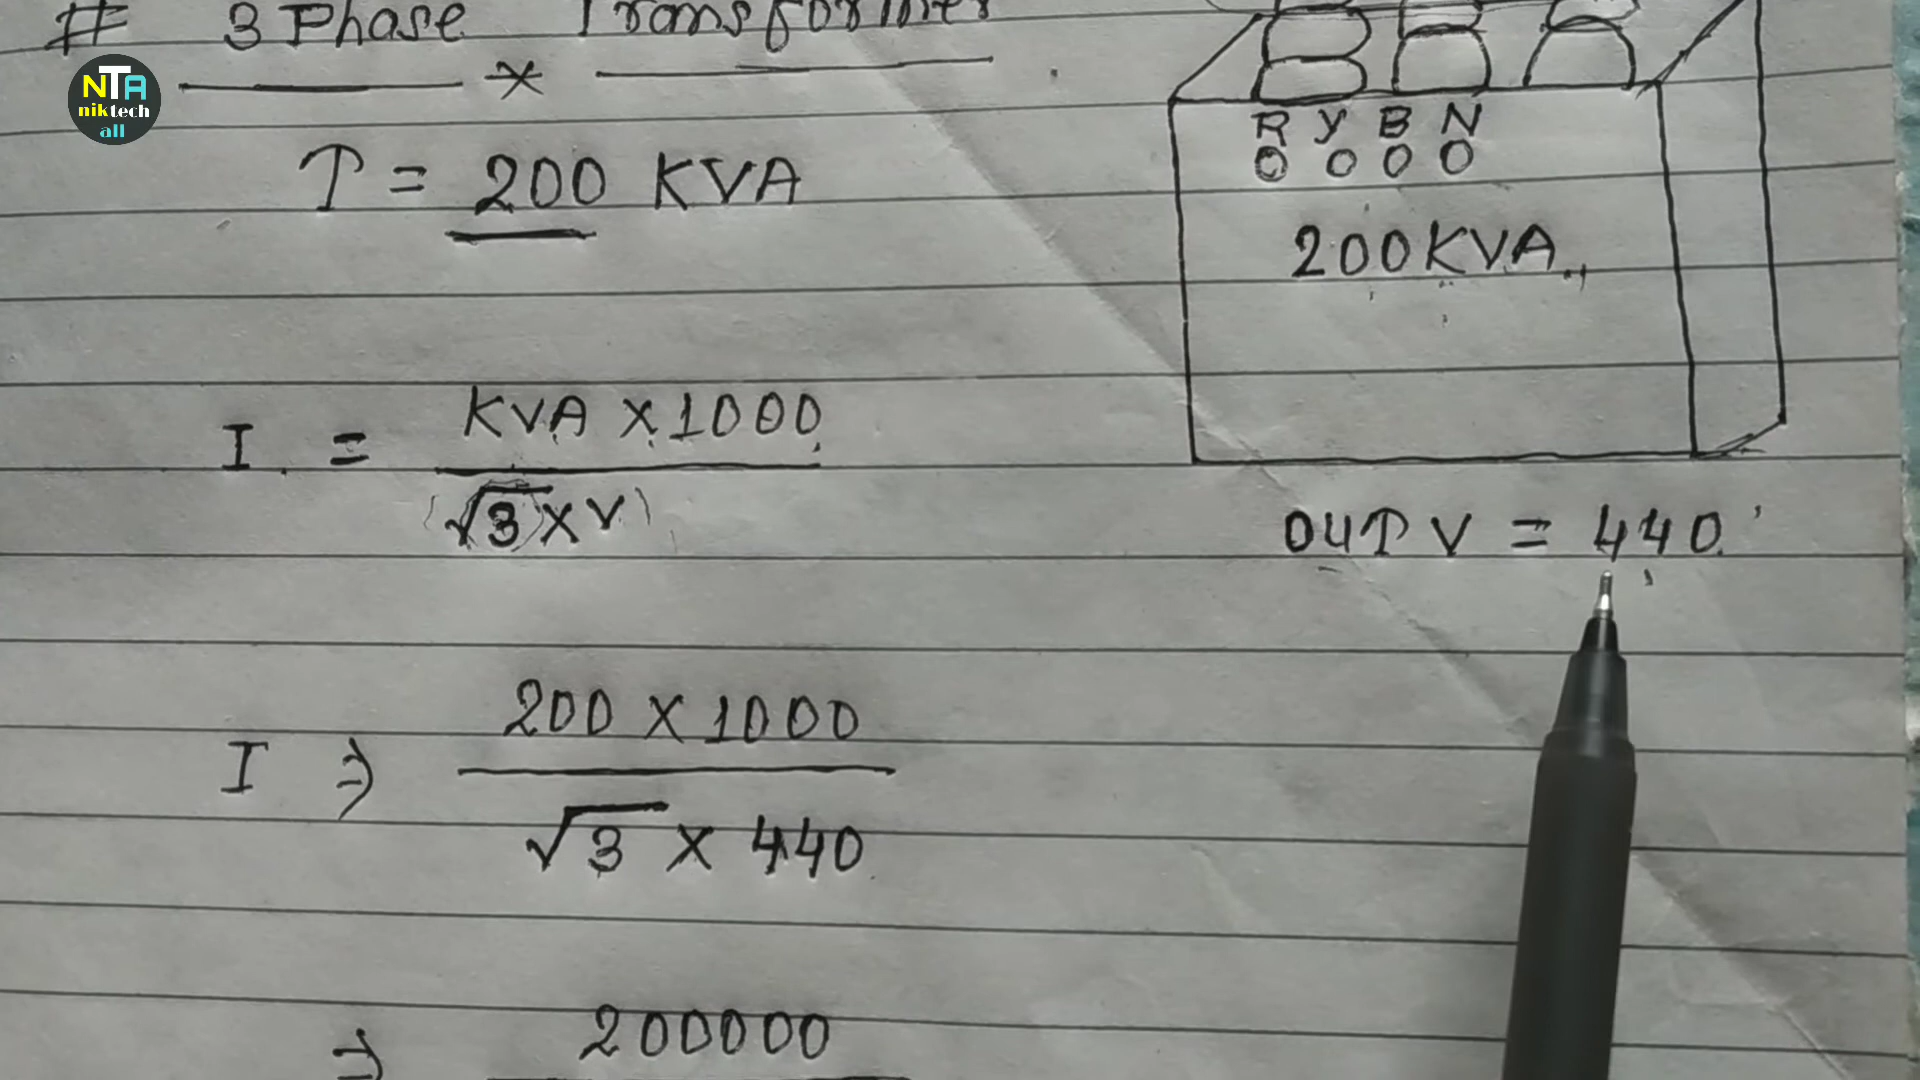 # 3 Phase Transformer
NTA
niktech
all
T = 200 KVA
R Y B N
200KVA
I = KVA X 1000
√3 X V
OUT V = 440
I ⇒ 200 X 1000
√3 X 440
⇒ 200000